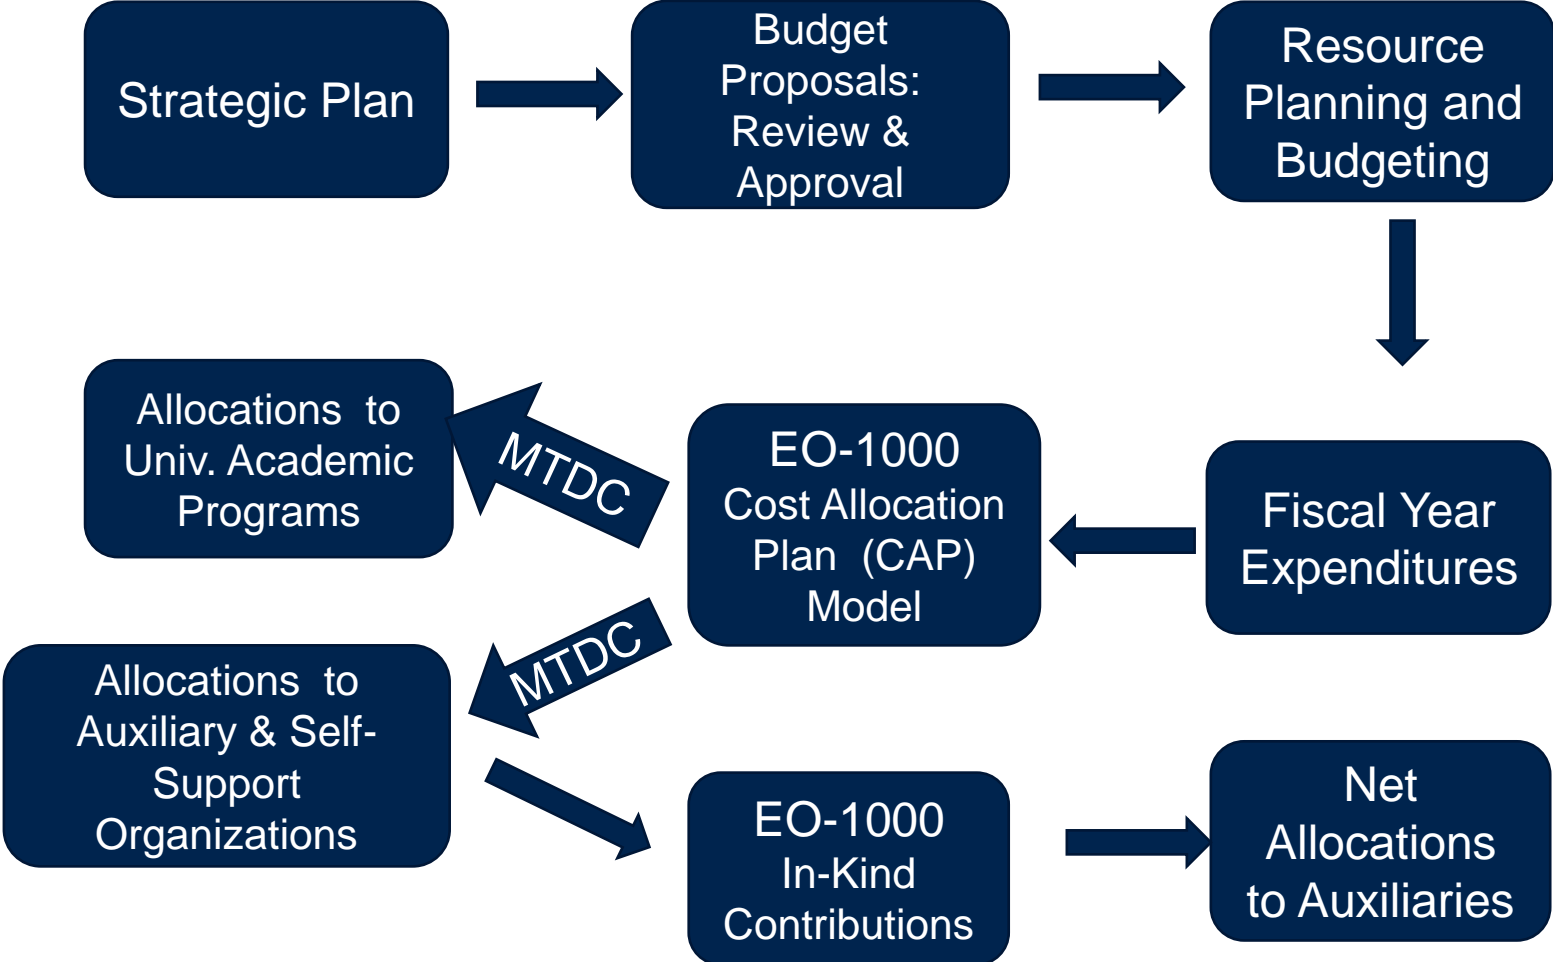 Strategic Plan
Budget
Proposals:
Review &
Approval
Resource
Planning and
Budgeting
Allocations to
Univ. Academic
Programs
MTDC
EO-1000
Cost Allocation
Plan (CAP)
Model
Fiscal Year
Expenditures
MTDC
Allocations to
Auxiliary & Self-
Support
Organizations
EO-1000
In-Kind
Contributions
Net
Allocations
to Auxiliaries